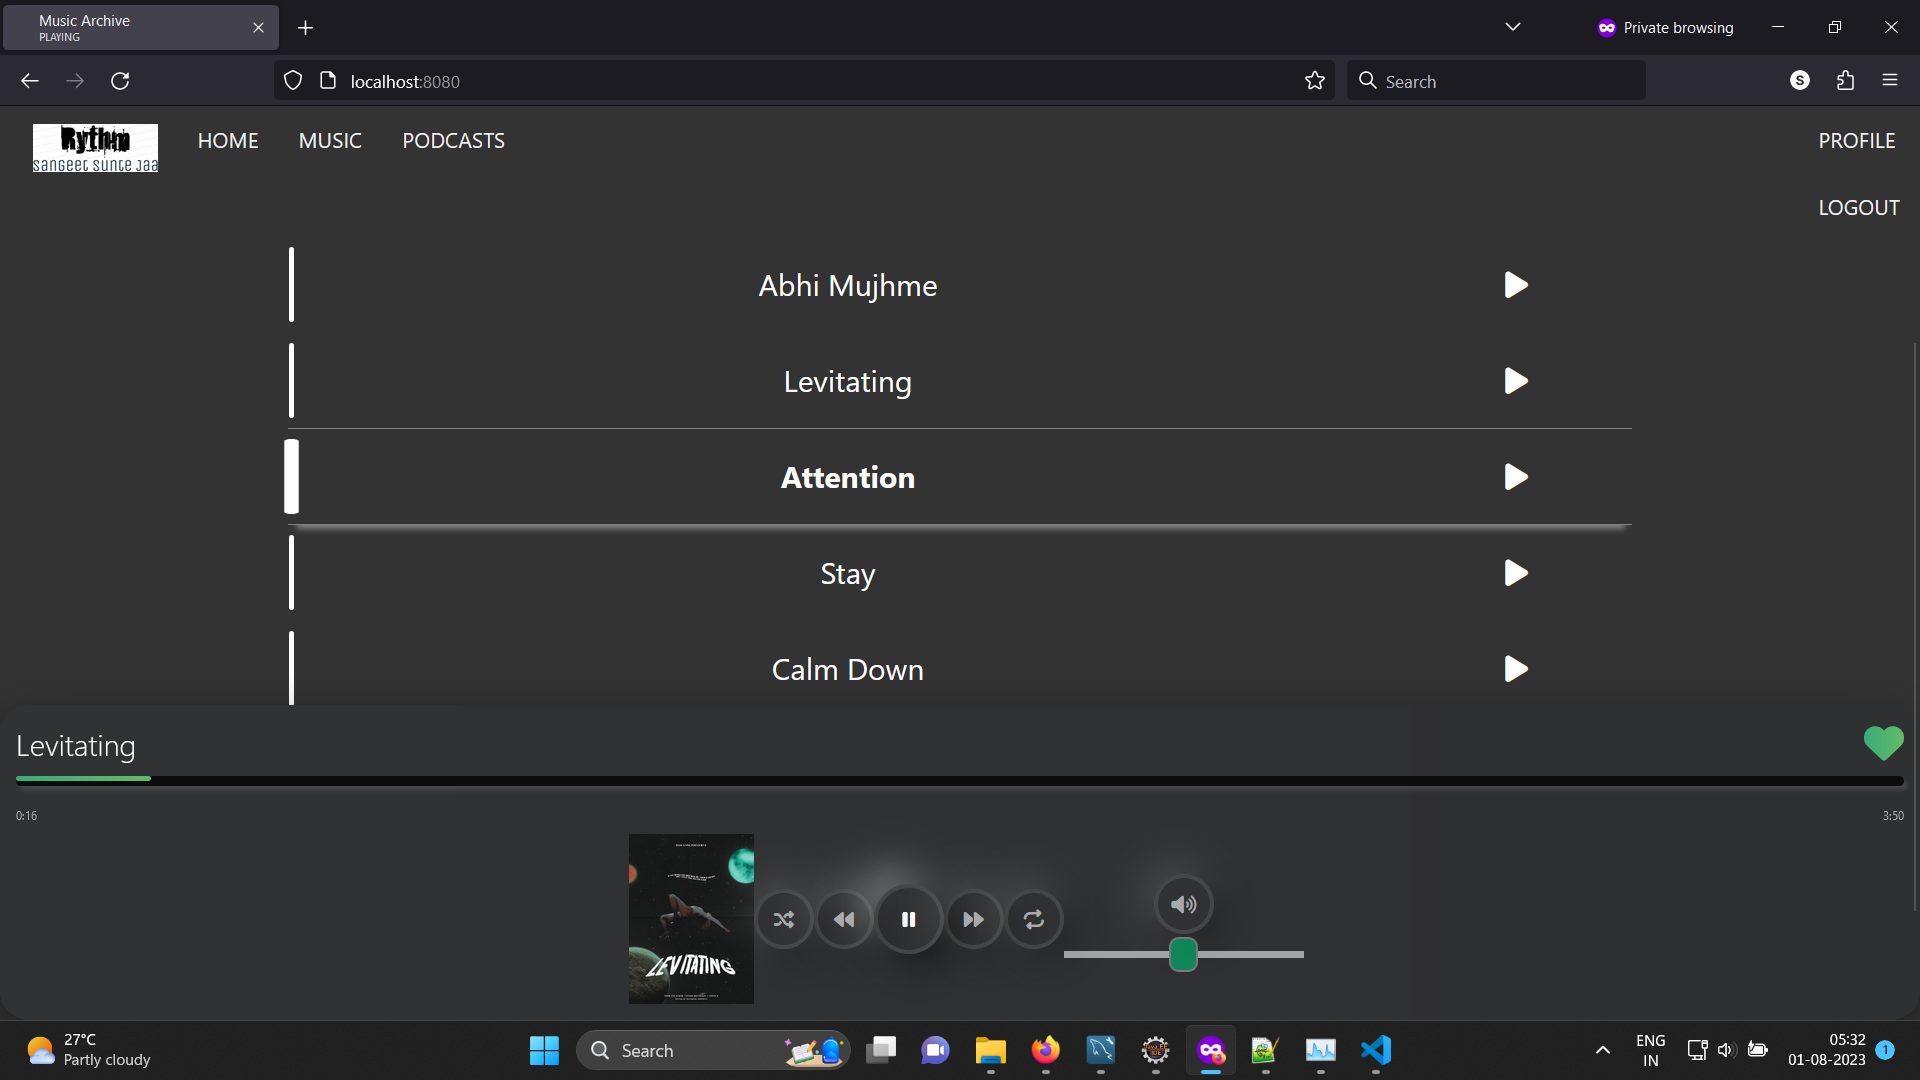 Music Archive
PLAYING
Private browsing
localhost:8080
Search
S
Rythm
sangeet sunte jaa
HOME
MUSIC
PODCASTS
PROFILE
LOGOUT
Abhi Mujhme
Levitating
Attention
Stay
Calm Down
Levitating
0:16
3:50
LEVITATING
27°C
Partly cloudy
Search
ENG
IN
05:32
01-08-2023
1